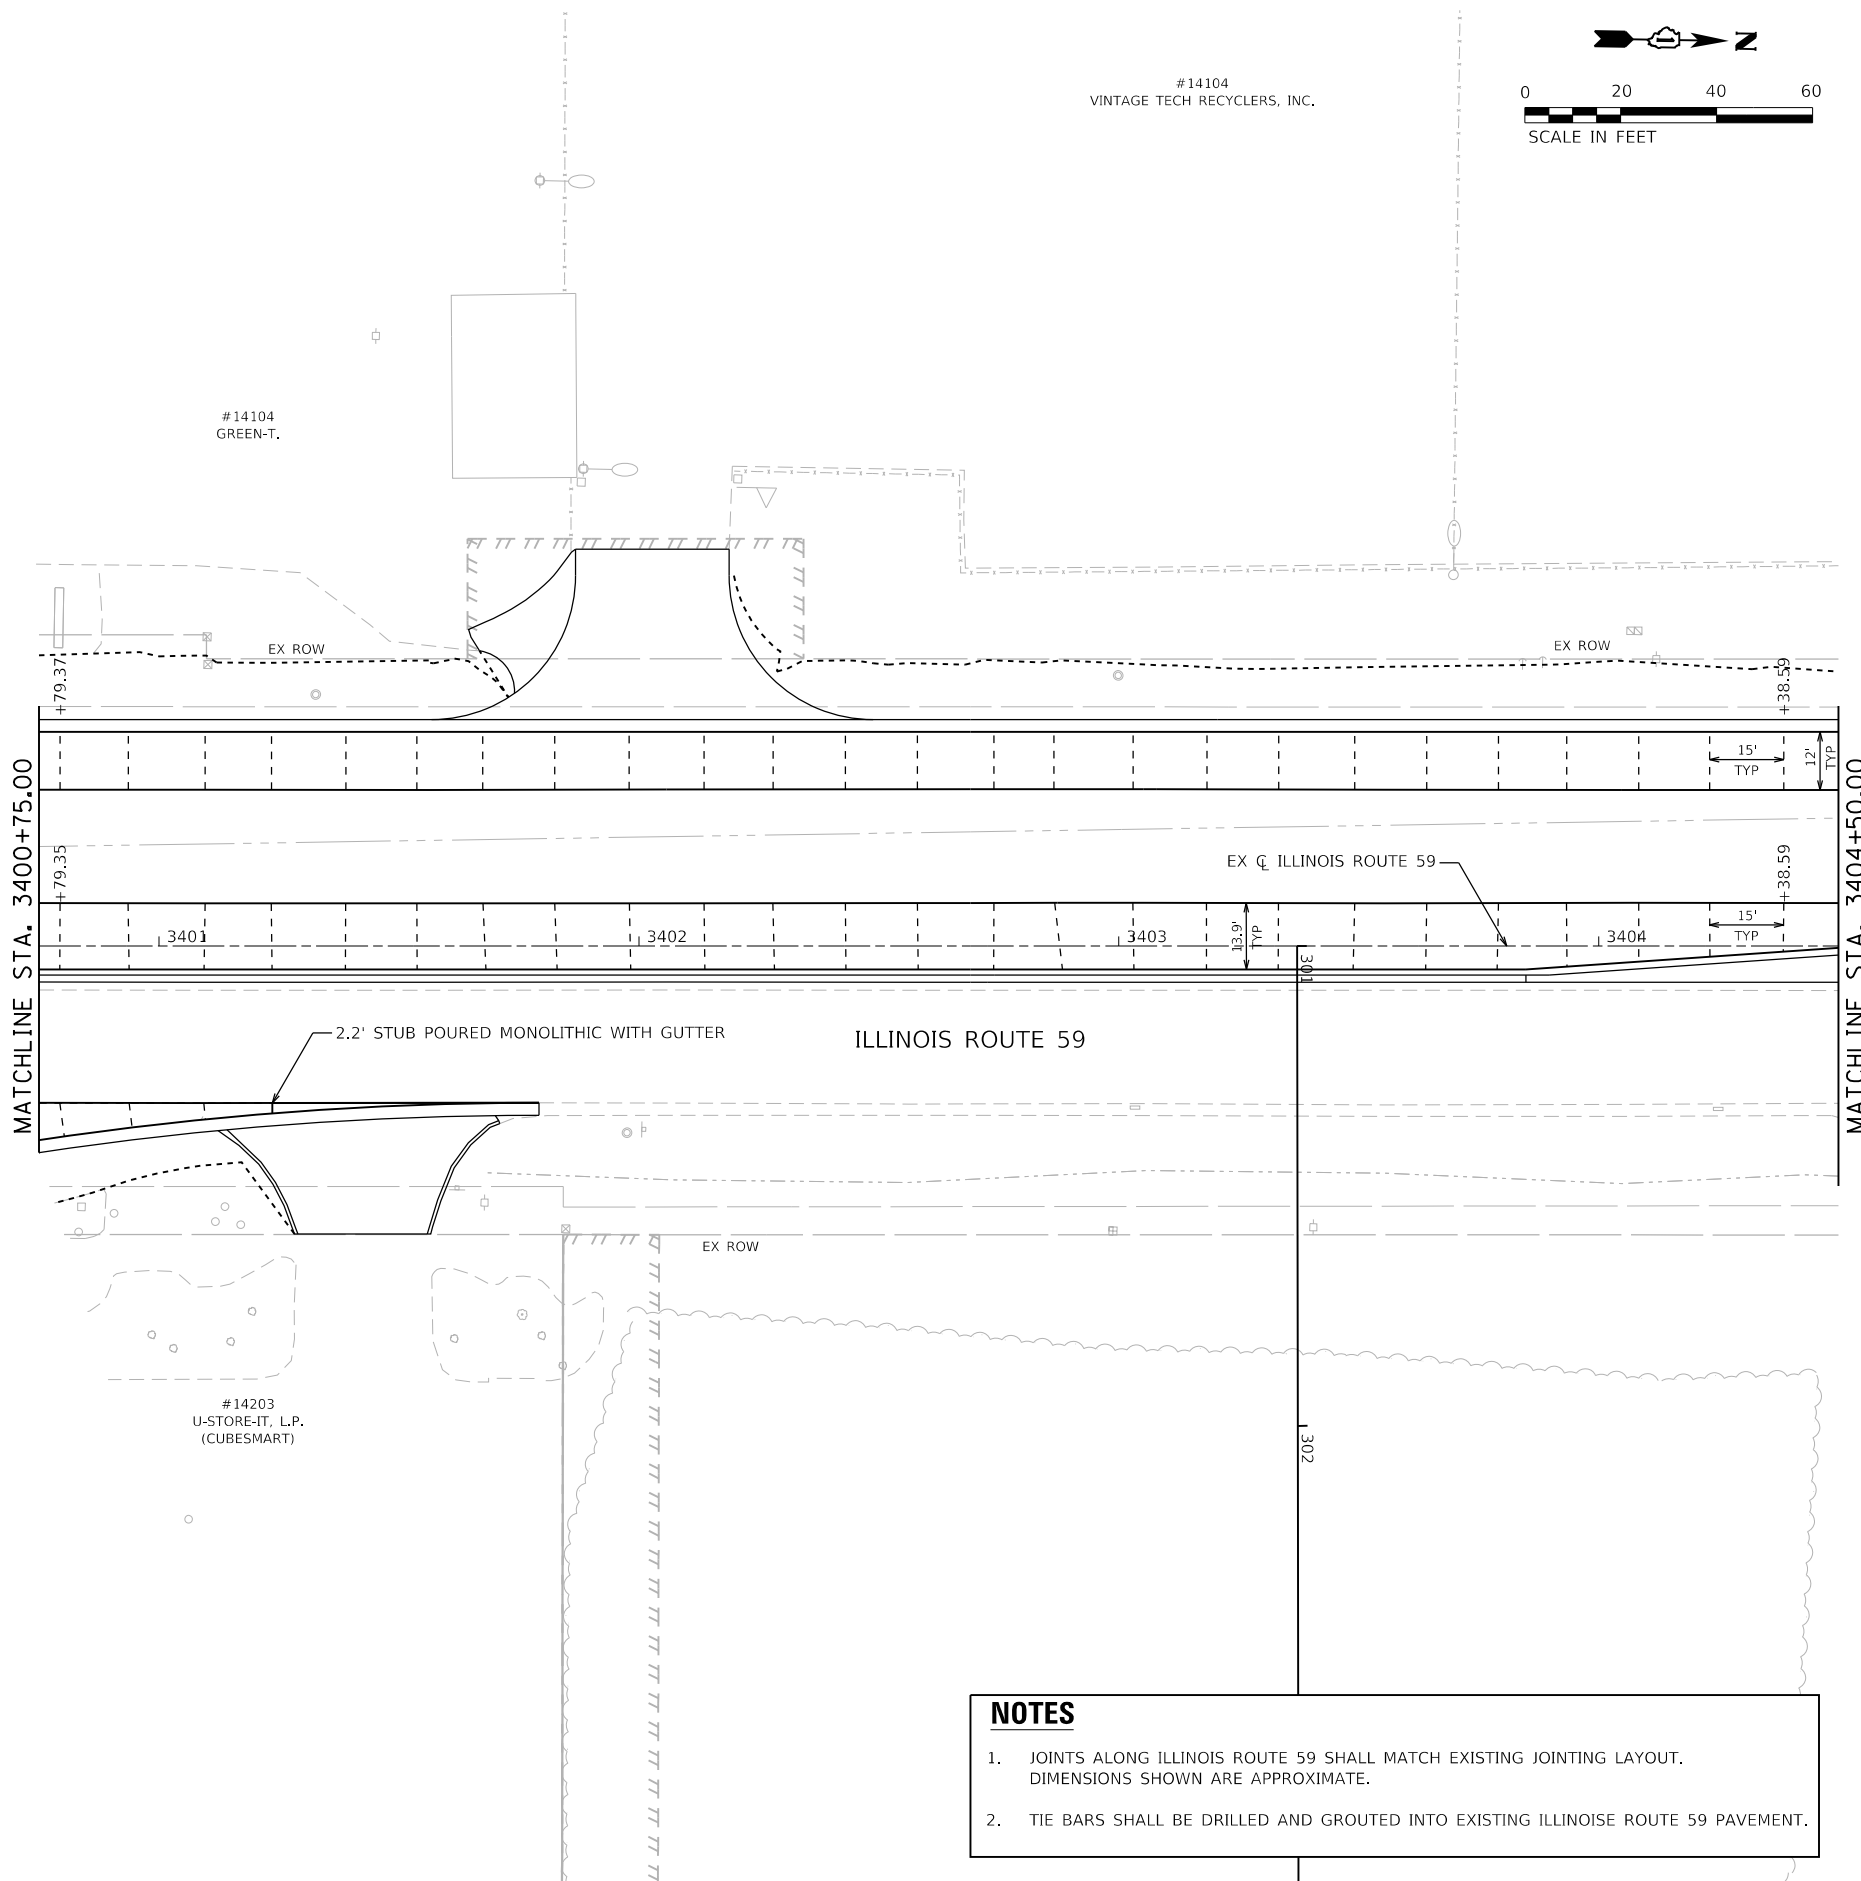 N
#14104
VINTAGE TECH RECYCLERS, INC.
0 20 40 60
SCALE IN FEET
#14104
GREEN-T.
EX ROW
EX ROW
+79.37
+38.59
15'
TYP
12'
TYP
MATCHLINE STA. 3400+75.00
MATCHLINE STA. 3404+50.00
+79.35
+38.59
EX ℄ ILLINOIS ROUTE 59
3401
3402
3403
3404
13.9'
TYP
15'
TYP
301
2.2' STUB POURED MONOLITHIC WITH GUTTER
ILLINOIS ROUTE 59
EX ROW
#14203
U-STORE-IT, L.P.
(CUBESMART)
302
NOTES
1. JOINTS ALONG ILLINOIS ROUTE 59 SHALL MATCH EXISTING JOINTING LAYOUT.
DIMENSIONS SHOWN ARE APPROXIMATE.
2. TIE BARS SHALL BE DRILLED AND GROUTED INTO EXISTING ILLINOISE ROUTE 59 PAVEMENT.